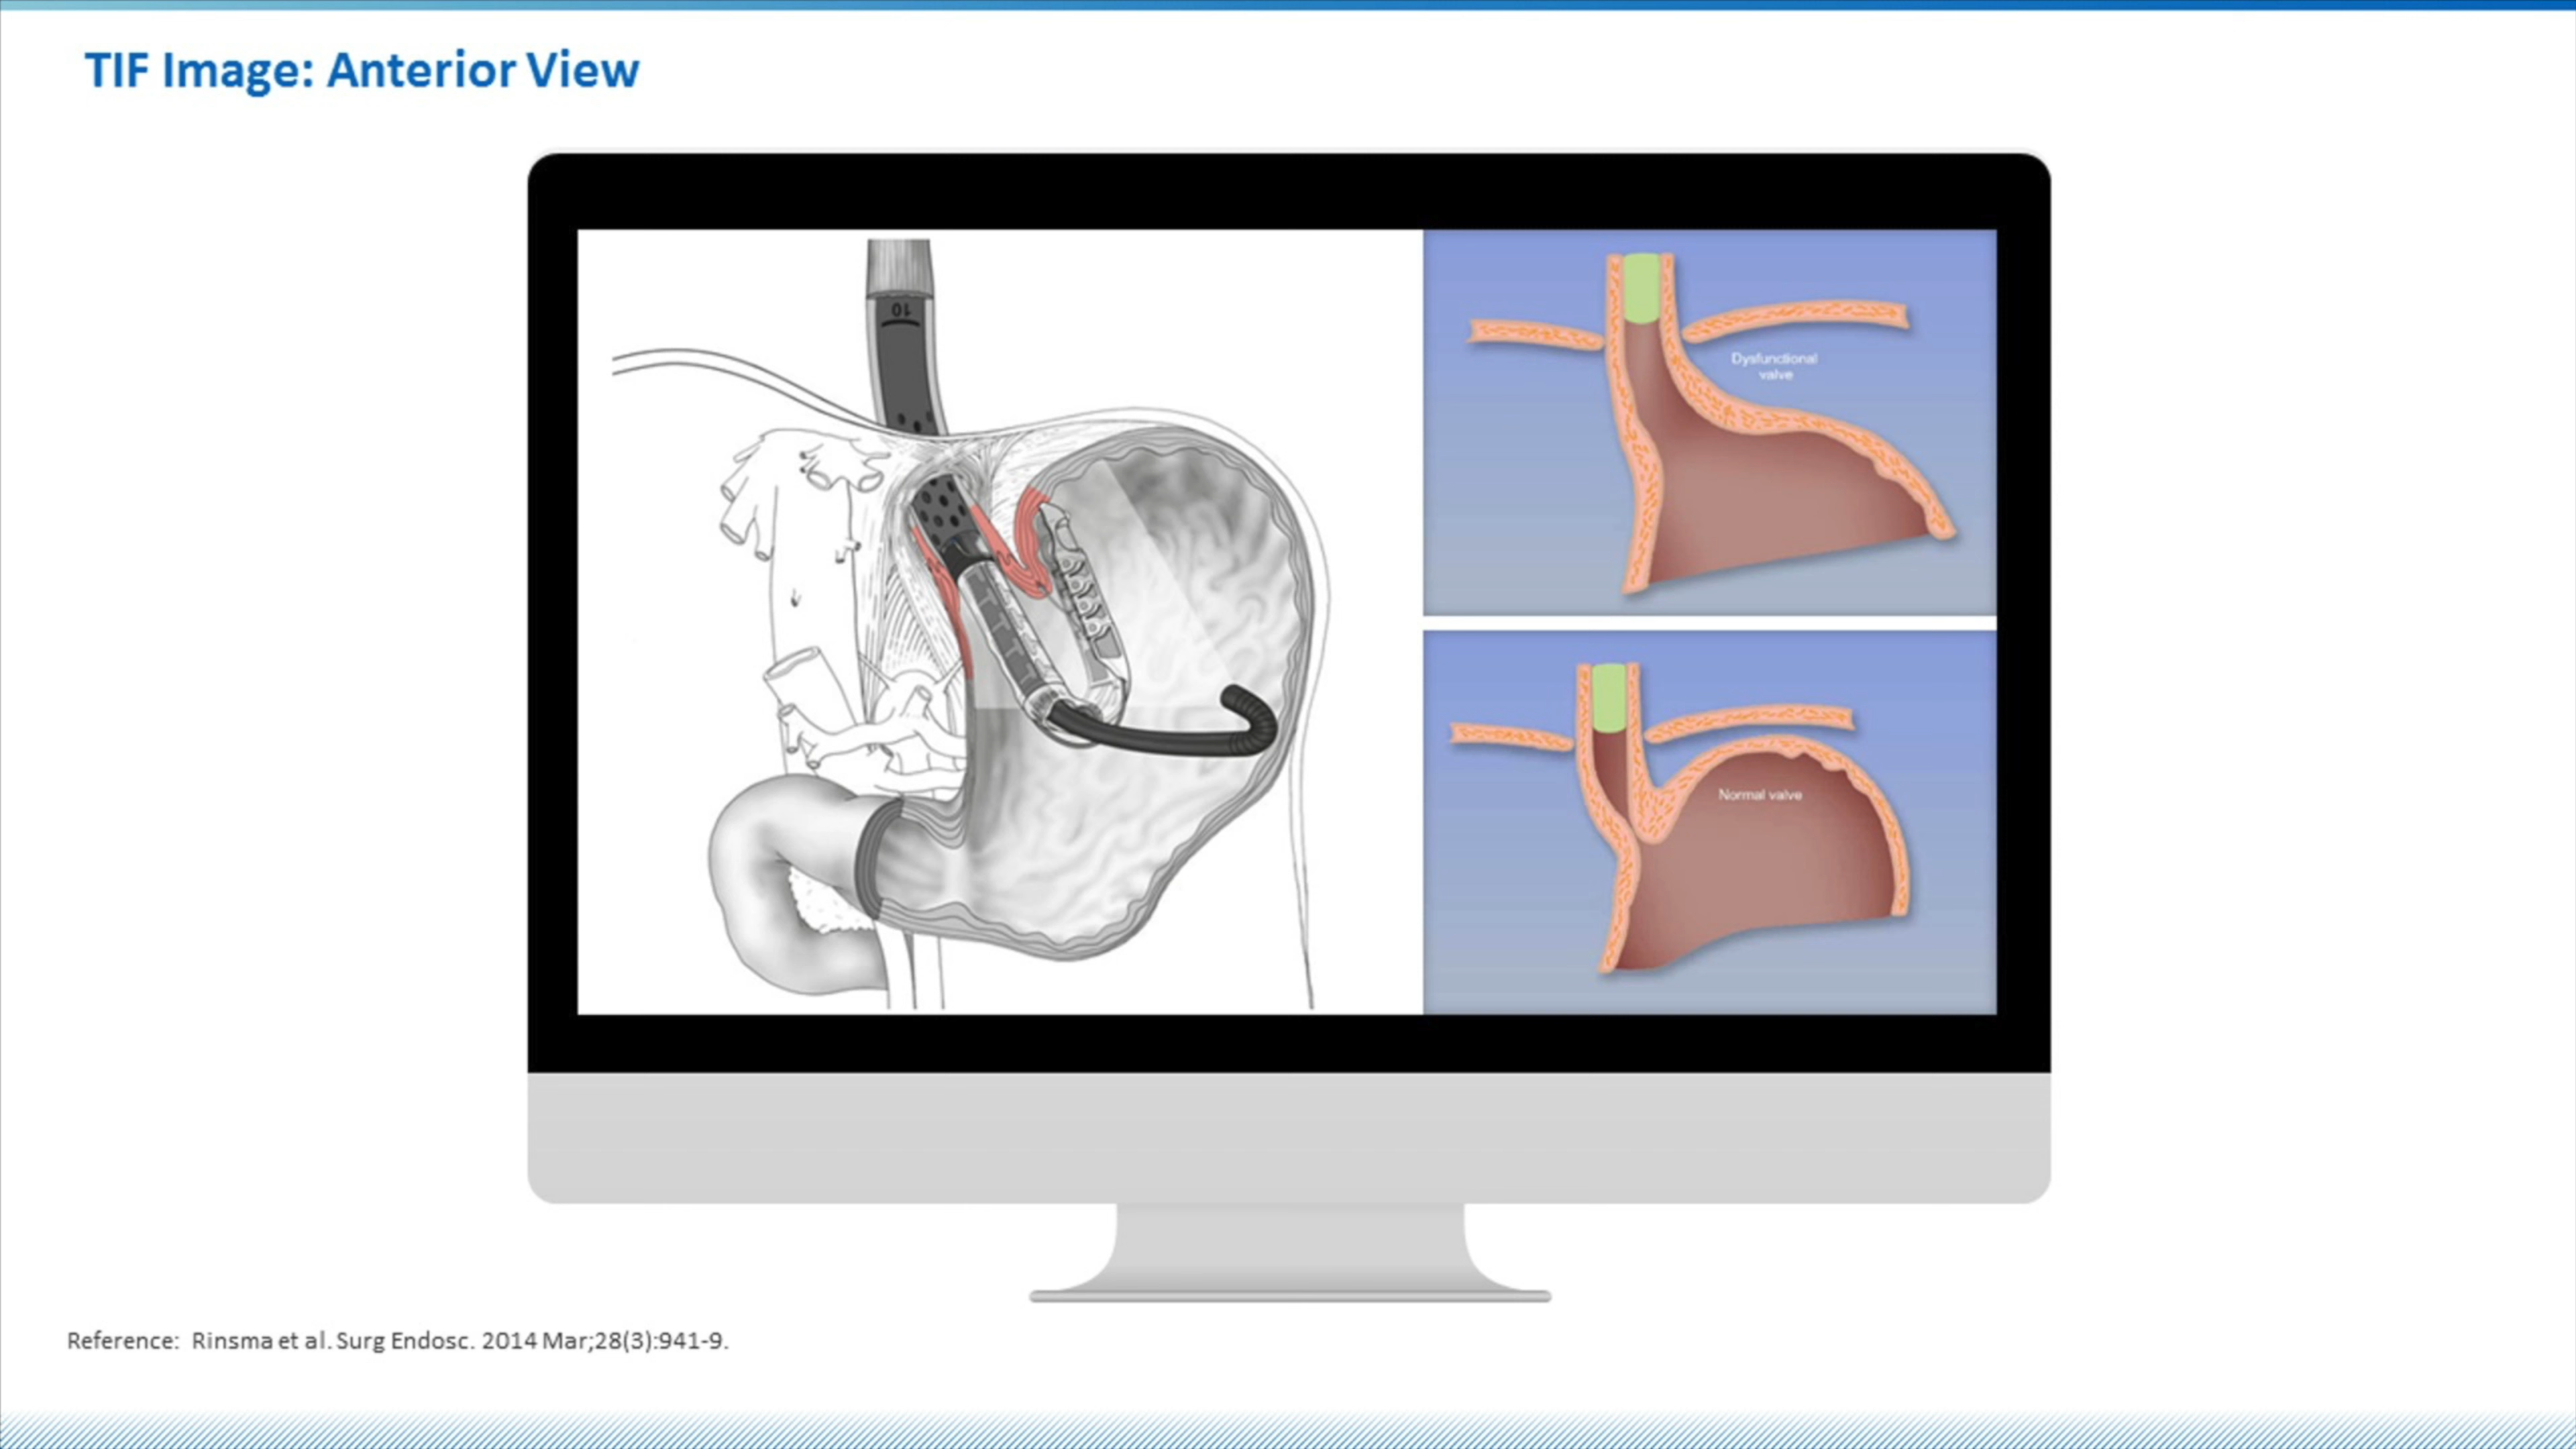 TIF Image: Anterior View
10
Dysfunctional
valve
Normal valve
Reference: Rinsma et al. Surg Endosc. 2014 Mar;28(3):941-9.